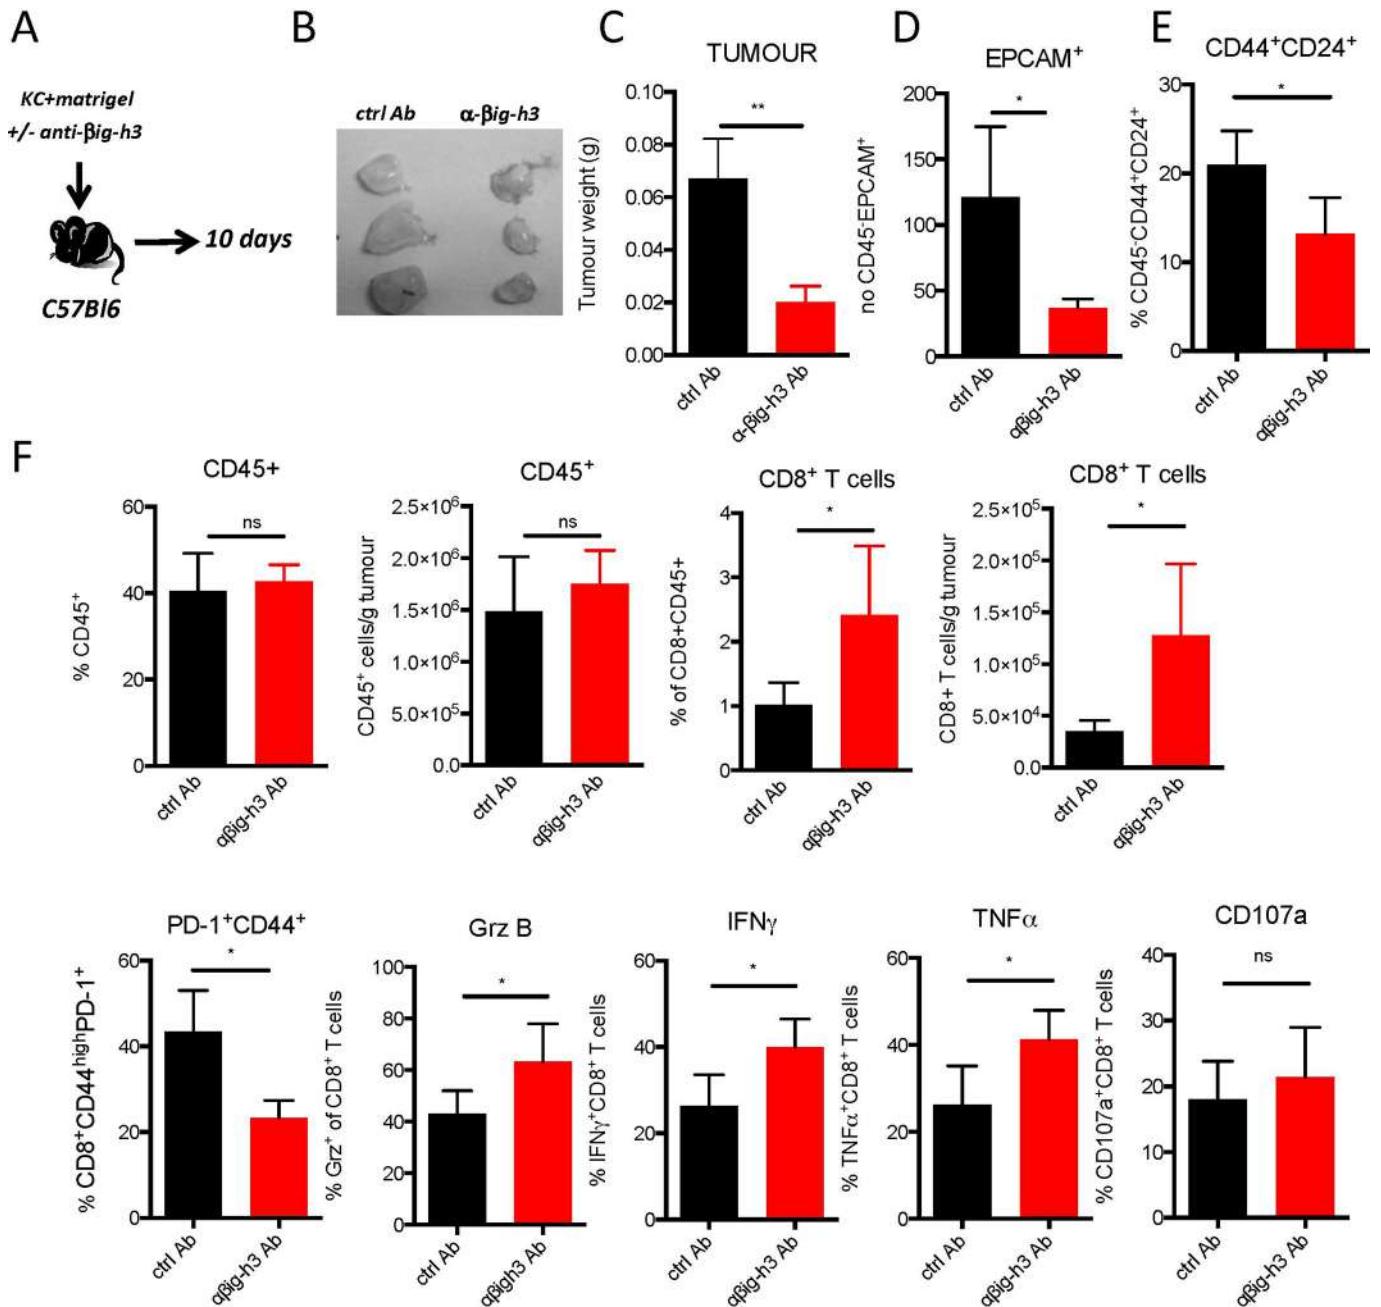 A
KC+matrigel
+/- anti-βig-h3
C57Bl6
10 days
B
ctrl Ab
α-βig-h3
C
TUMOUR
**
Tumour weight (g)
0.10
0.08
0.06
0.04
0.02
0.00
ctrl Ab
α-βig-h3 Ab
D
EPCAM⁺
*
no CD45⁻EPCAM⁺
200
150
100
50
0
ctrl Ab
αβig-h3 Ab
E
CD44⁺CD24⁺
*
% CD45⁻CD44⁺CD24⁺
30
20
10
0
ctrl Ab
αβig-h3 Ab
F
CD45+
ns
% CD45⁺
60
40
20
0
ctrl Ab
αβig-h3 Ab
CD45⁺
ns
CD45⁺ cells/g tumour
2.5×10⁶
2.0×10⁶
1.5×10⁶
1.0×10⁶
5.0×10⁵
0.0
ctrl Ab
αβig-h3 Ab
CD8⁺ T cells
*
% of CD8+CD45+
4
3
2
1
0
ctrl Ab
αβig-h3 Ab
CD8⁺ T cells
*
CD8+ T cells/g tumour
2.5×10⁵
2.0×10⁵
1.5×10⁵
1.0×10⁵
5.0×10⁴
0.0
ctrl Ab
αβig-h3 Ab
PD-1⁺CD44⁺
*
% CD8⁺CD44ʰⁱᵍʰPD-1⁺
60
40
20
0
ctrl Ab
αβig-h3 Ab
Grz B
*
% Grz⁺ of CD8⁺ T cells
100
80
60
40
20
0
ctrl Ab
αβigh3 Ab
IFNγ
*
% IFNγ⁺CD8⁺ T cells
60
40
20
0
ctrl Ab
αβig-h3 Ab
TNFα
*
% TNFα⁺CD8⁺ T cells
60
40
20
0
ctrl Ab
αβig-h3 Ab
CD107a
ns
% CD107a⁺CD8⁺ T cells
40
30
20
10
0
ctrl Ab
αβig-h3 Ab